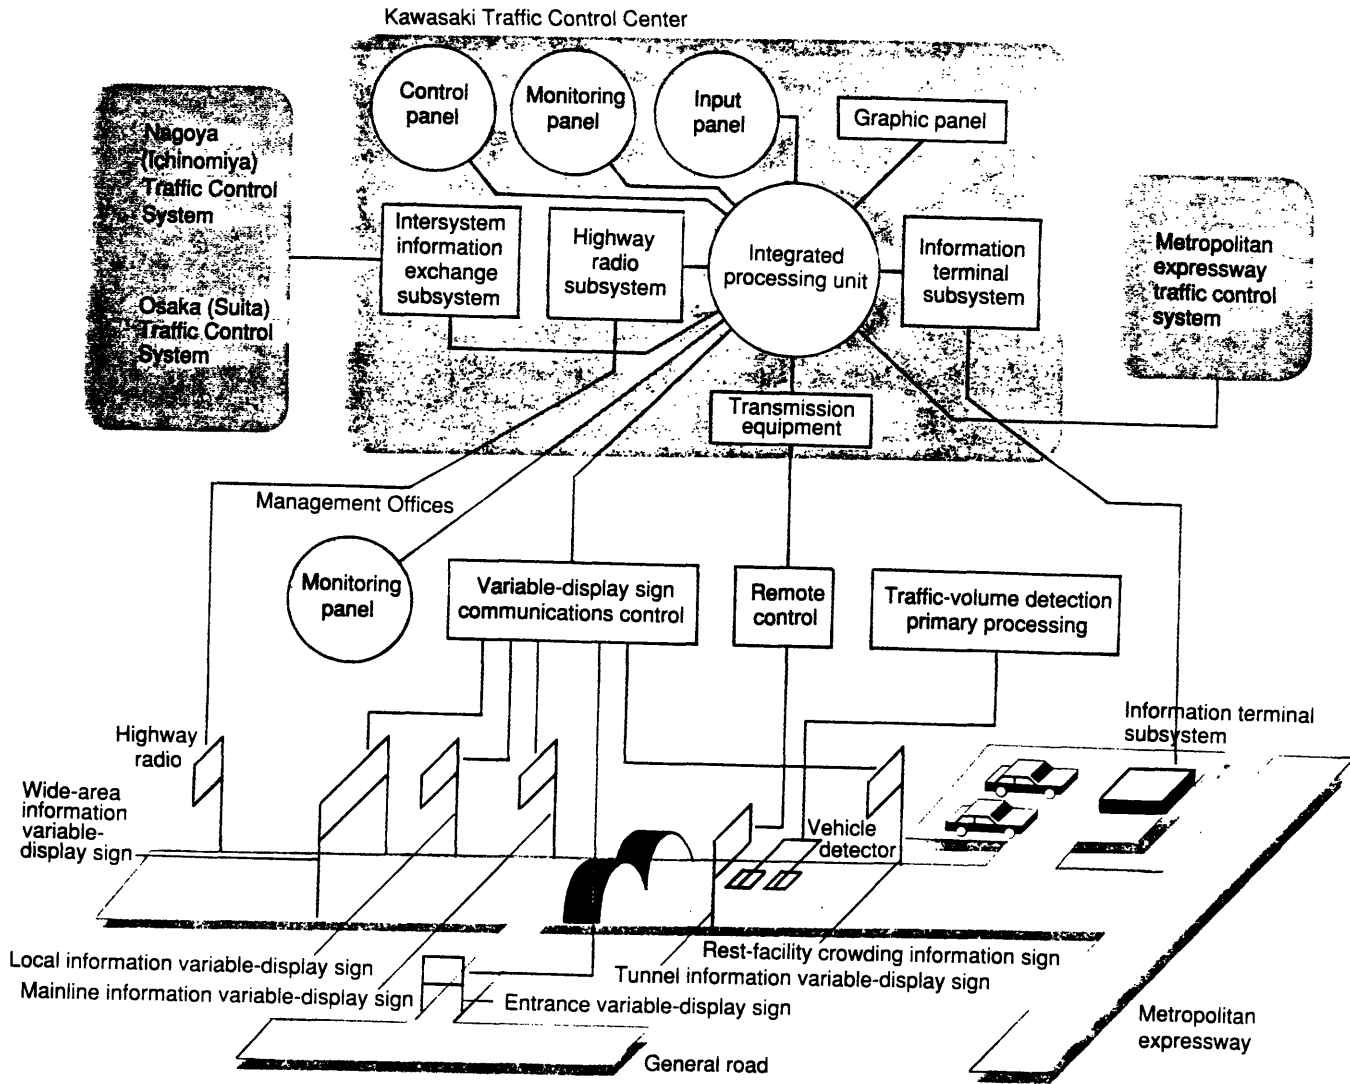 Kawasaki Traffic Control Center
Control
panel
Monitoring
panel
Input
panel
Graphic panel
Nagoya
(Ichinomiya)
Traffic Control
System
Osaka (Suita)
Traffic Control
System
Intersystem
information
exchange
subsystem
Highway
radio
subsystem
Integrated
processing unit
Information
terminal
subsystem
Metropolitan
expressway
traffic control
system
Transmission
equipment
Management Offices
Monitoring
panel
Variable-display sign
communications control
Remote
control
Traffic-volume detection
primary processing
Highway
radio
Information terminal
subsystem
Wide-area
information
variable-
display sign
Vehicle
detector
Local information variable-display sign
Mainline information variable-display sign
Rest-facility crowding information sign
Tunnel information variable-display sign
Entrance variable-display sign
General road
Metropolitan
expressway